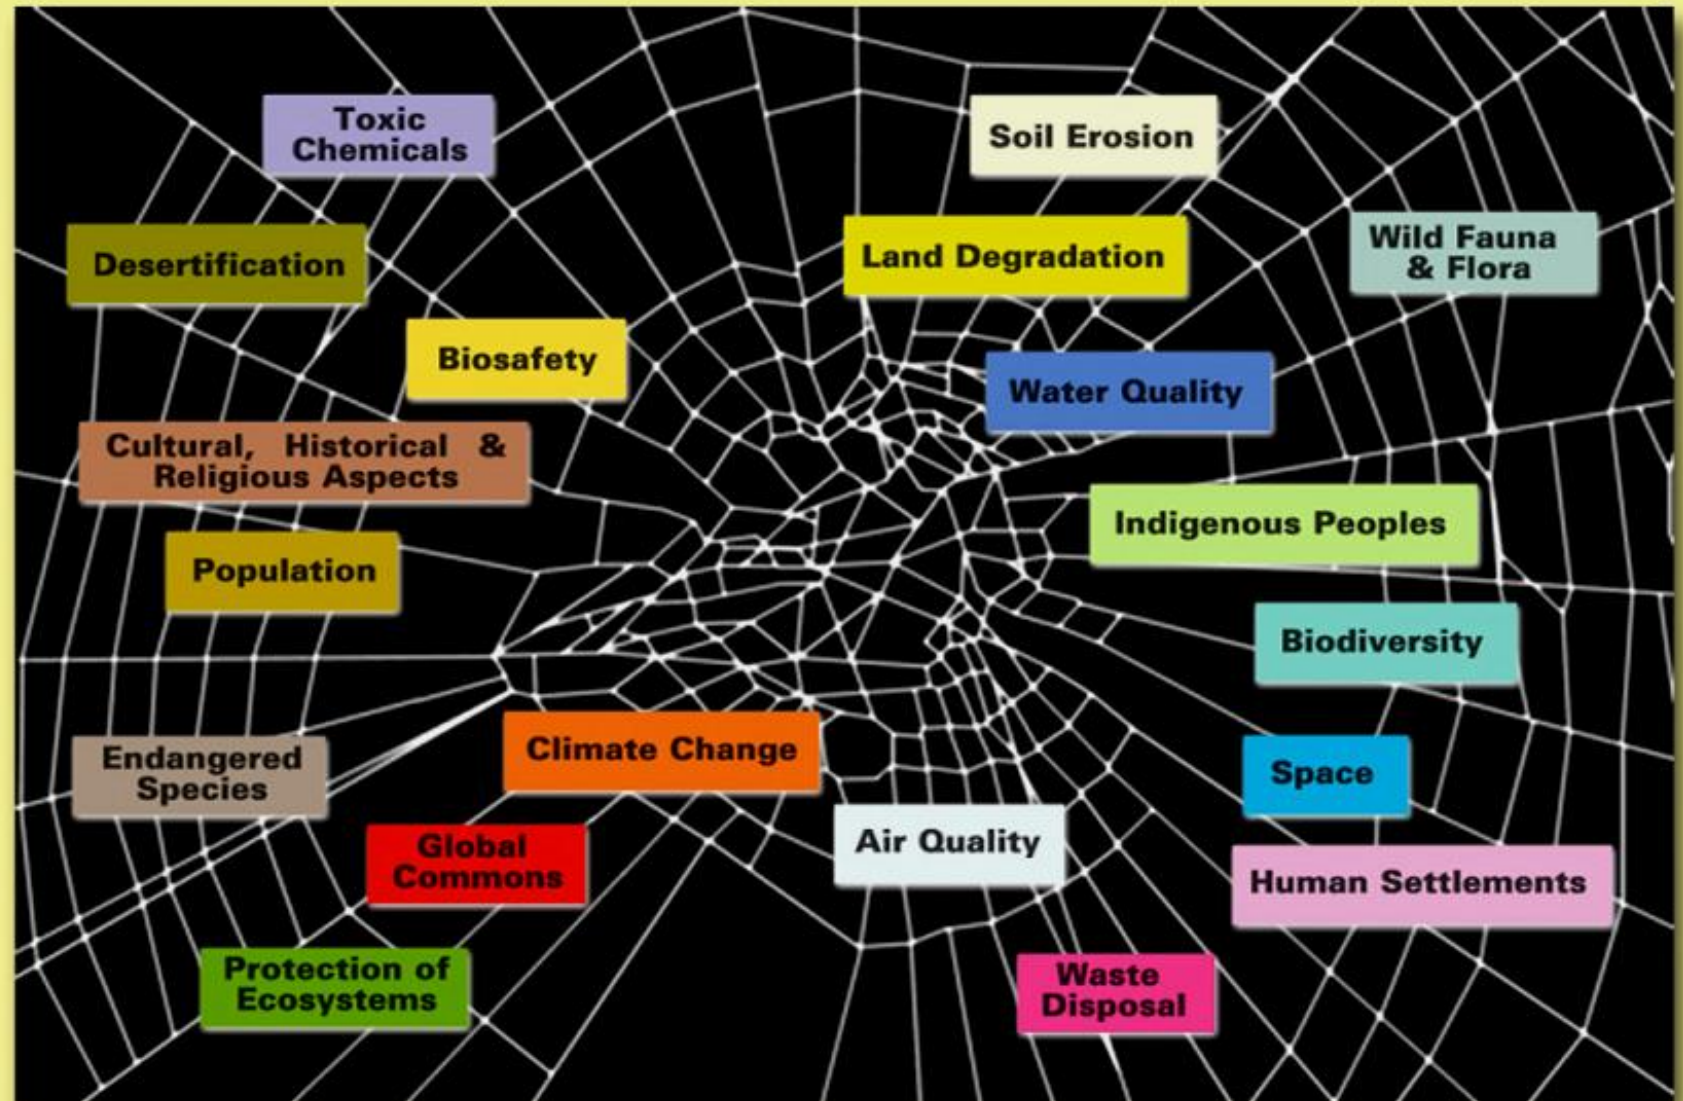 Toxic
Chemicals
Soil Erosion
Desertification
Land Degradation
Wild Fauna
& Flora
Biosafety
Water Quality
Cultural, Historical &
Religious Aspects
Indigenous Peoples
Population
Biodiversity
Endangered
Species
Climate Change
Space
Global
Commons
Air Quality
Human Settlements
Protection of
Ecosystems
Waste
Disposal